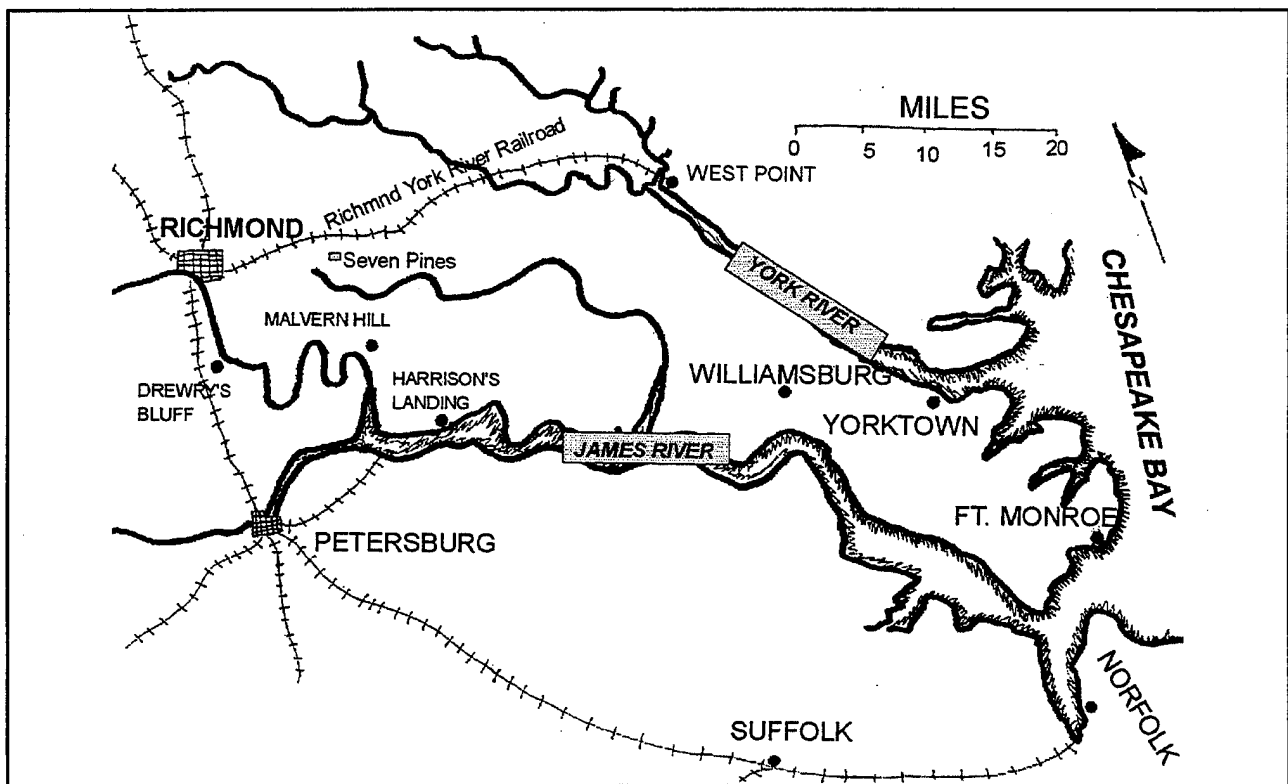 MILES
0 5 10 15 20
N
Richmnd York River Railroad
WEST POINT
RICHMOND
Seven Pines
YORK RIVER
CHESAPEAKE BAY
MALVERN HILL
DREWRY'S
BLUFF
HARRISON'S
LANDING
WILLIAMSBURG
YORKTOWN
JAMES RIVER
FT. MONROE
PETERSBURG
NORFOLK
SUFFOLK